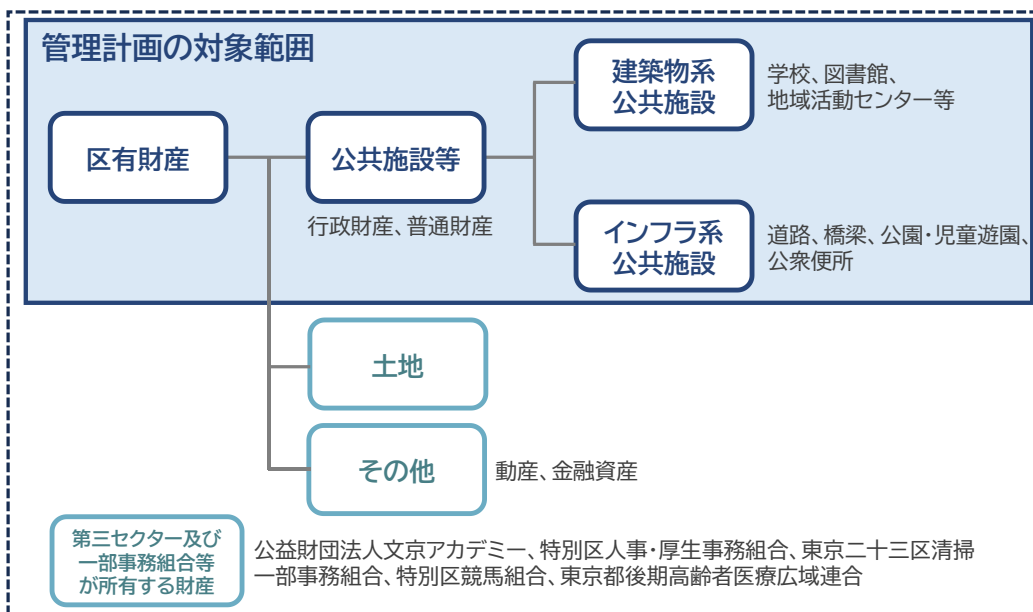 管理計画の対象範囲
区有財産
公共施設等
行政財産、普通財産
建築物系
公共施設
学校、図書館、
地域活動センター等
インフラ系
公共施設
道路、橋梁、公園・児童遊園、
公衆便所
土地
その他
動産、金融資産
第三セクター及び
一部事務組合等
が所有する財産
公益財団法人文京アカデミー、特別区人事・厚生事務組合、東京二十三区清掃
一部事務組合、特別区競馬組合、東京都後期高齢者医療広域連合